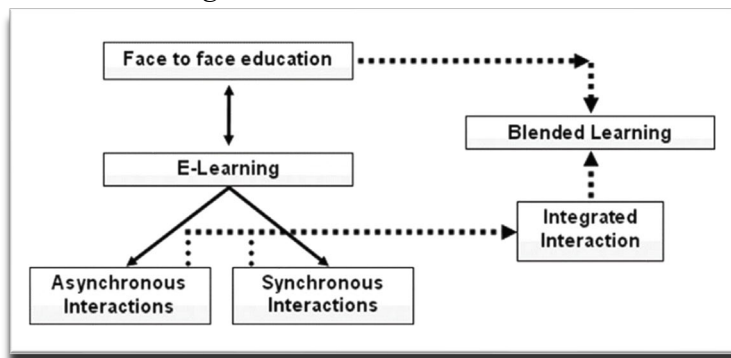 Face to face education
Blended Learning
E-Learning
Integrated
Interaction
Asynchronous
Interactions
Synchronous
Interactions